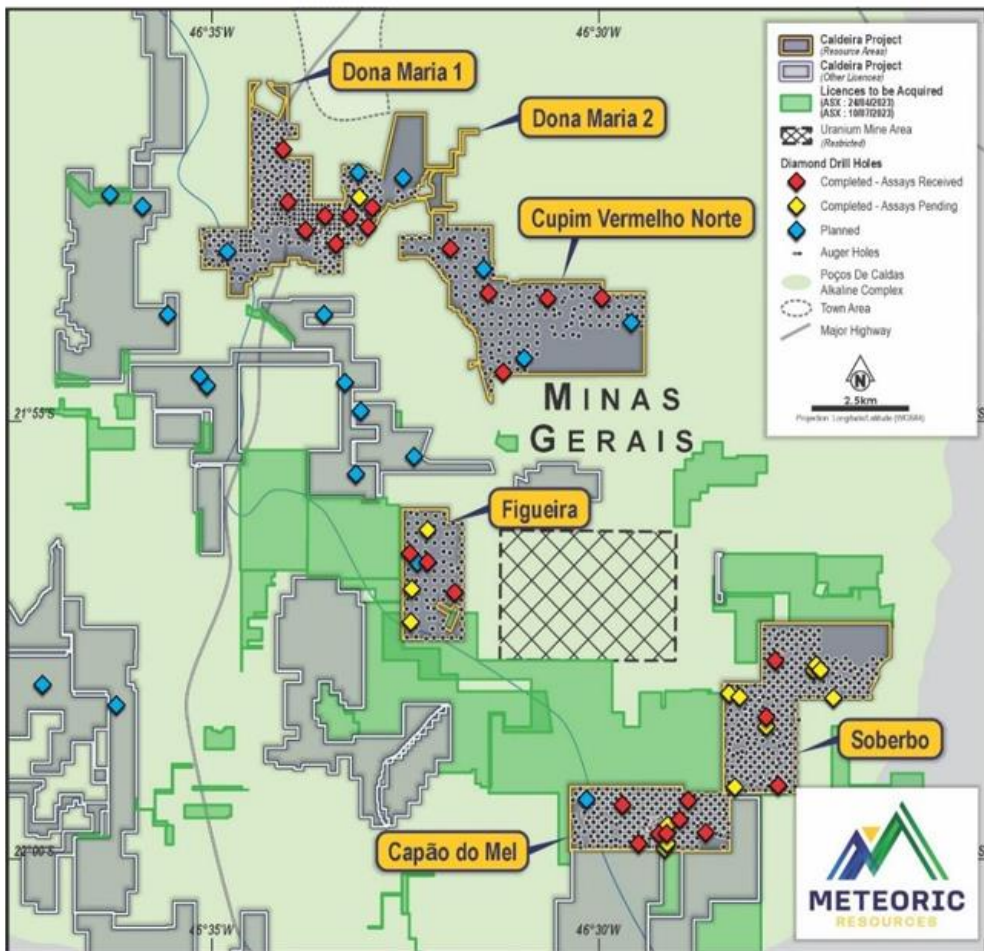 46°35'W
46°30'W
Dona Maria 1
Dona Maria 2
Cupim Vermelho Norte
Caldeira Project
(Resource Areas)
Caldeira Project
(Other Licences)
Licences to be Acquired
(ASX : 24/04/2023)
(ASX : 10/07/2023)
Uranium Mine Area
(Restricted)
Diamond Drill Holes
Completed - Assays Received
Completed - Assays Pending
Planned
Auger Holes
Poços De Caldas
Alkaline Complex
Town Area
Major Highway
N
2.5km
Projection: Longitude/Latitude (WGS84)
21°55'S
MINAS
GERAIS
Figueira
Soberbo
Capão do Mel
22°00'S
46°35'W
46°30'W
METEORIC
RESOURCES